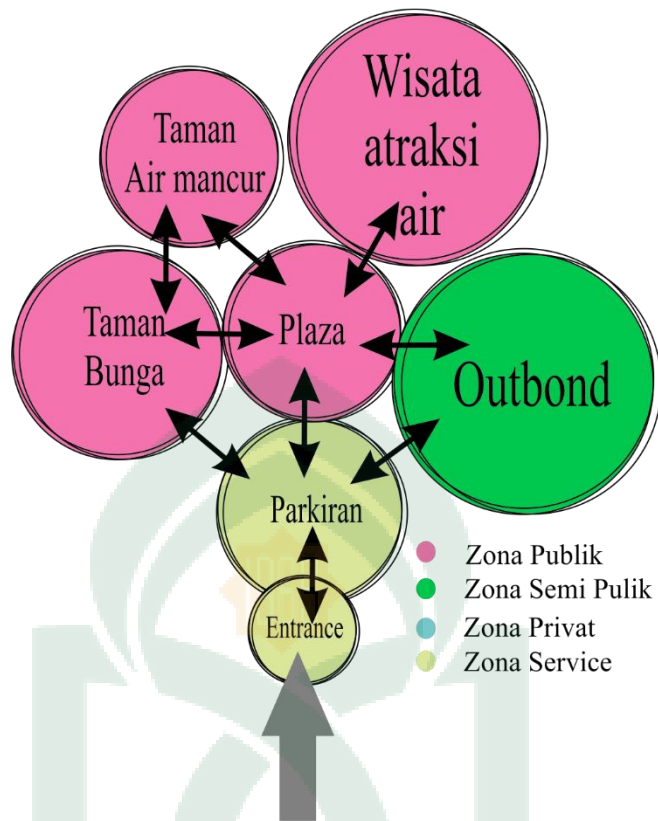 Wisata
atraksi
air
Taman
Air mancur
Taman
Bunga
Plaza
Outbond
Parkiran
Entrance
Zona Publik
Zona Semi Pulik
Zona Privat
Zona Service